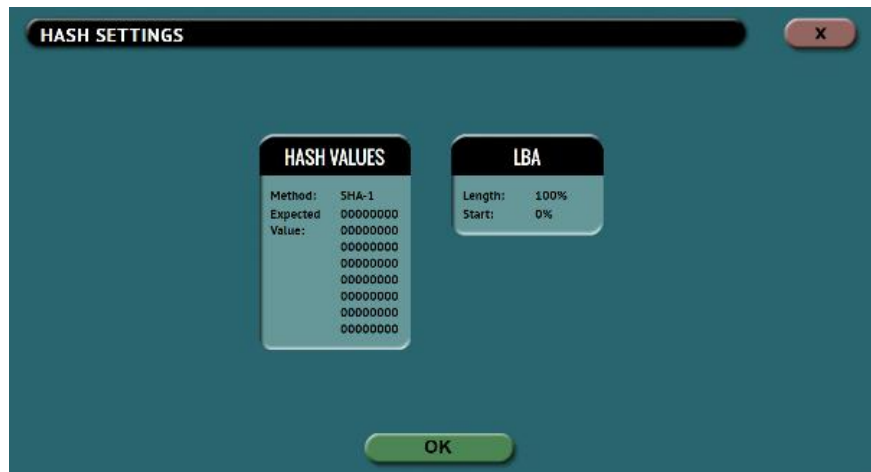 HASH SETTINGS
X
HASH VALUES
Method: SHA-1
Expected 00000000
Value: 00000000
00000000
00000000
00000000
00000000
00000000
00000000
LBA
Length: 100%
Start: 0%
OK